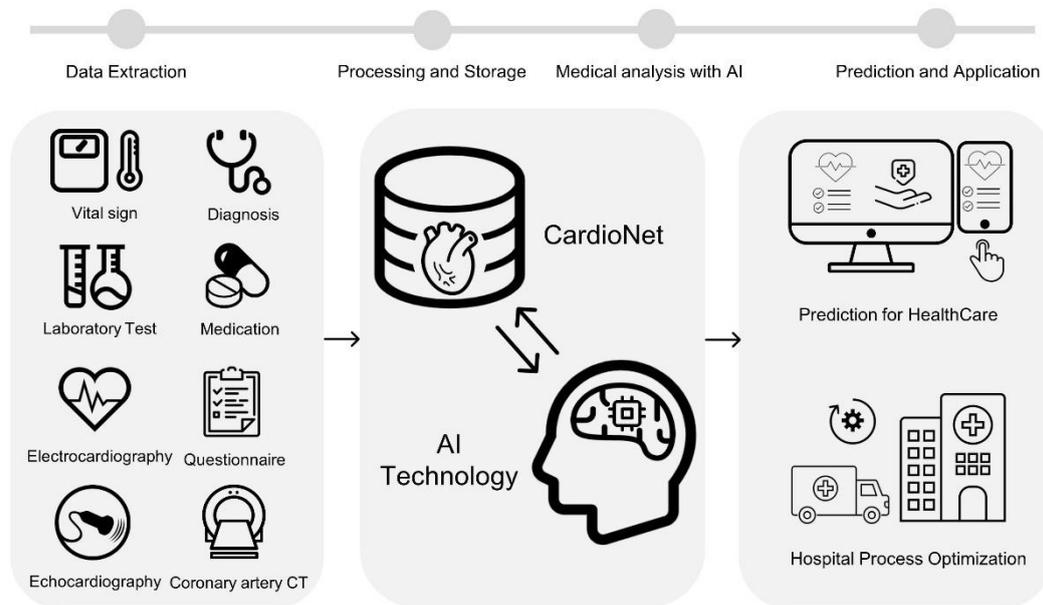 Data Extraction
Processing and Storage
Medical analysis with AI
Prediction and Application
Vital sign
Diagnosis
Laboratory Test
Medication
Electrocardiography
Questionnaire
Echocardiography
Coronary artery CT
CardioNet
AI
Technology
Prediction for HealthCare
Hospital Process Optimization